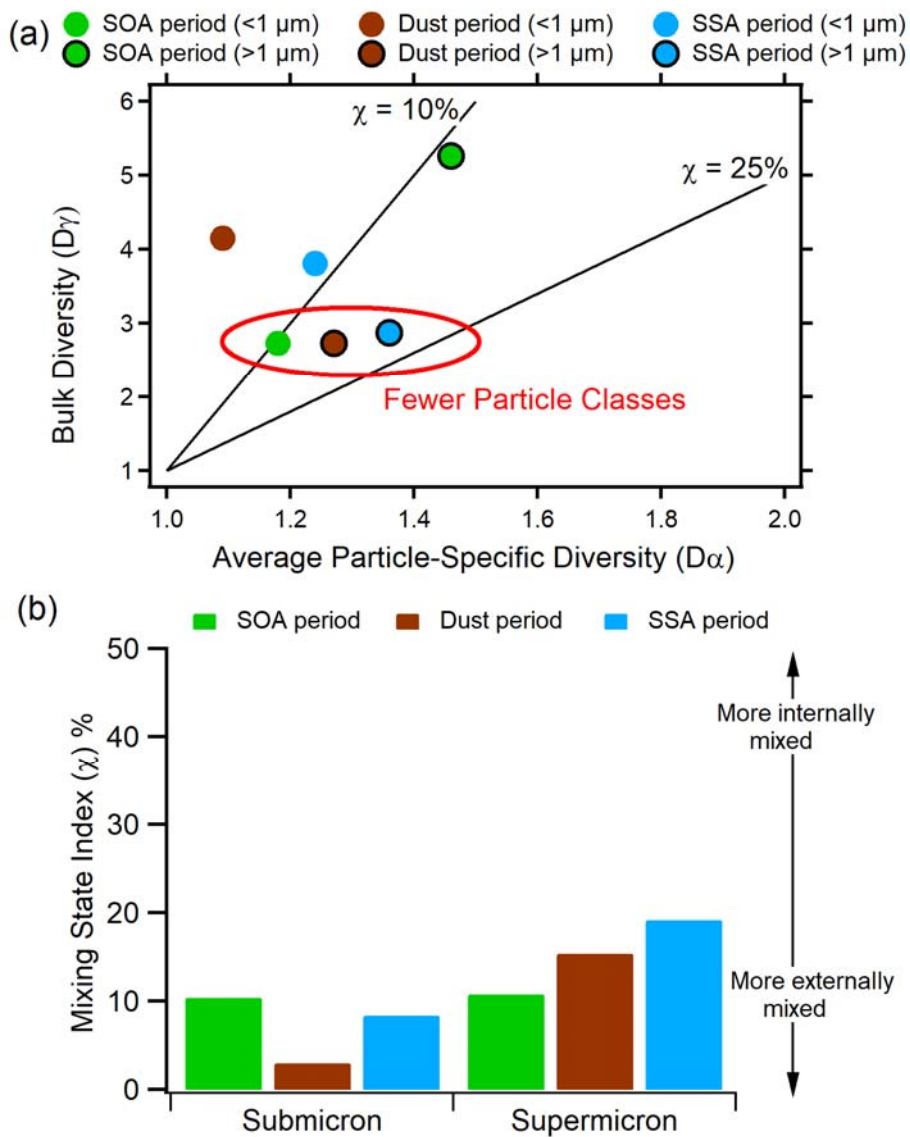 (a)
SOA period (<1 μm) Dust period (<1 μm) SSA period (<1 μm)
SOA period (>1 μm) Dust period (>1 μm) SSA period (>1 μm)
6
5
4
3
2
1
Bulk Diversity (Dγ)
χ = 10%
χ = 25%
Fewer Particle Classes
1.0 1.2 1.4 1.6 1.8 2.0
Average Particle-Specific Diversity (Dα)
(b)
SOA period Dust period SSA period
50
40
30
20
10
0
Mixing State Index (χ) %
More internally
mixed
More externally
mixed
Submicron Supermicron